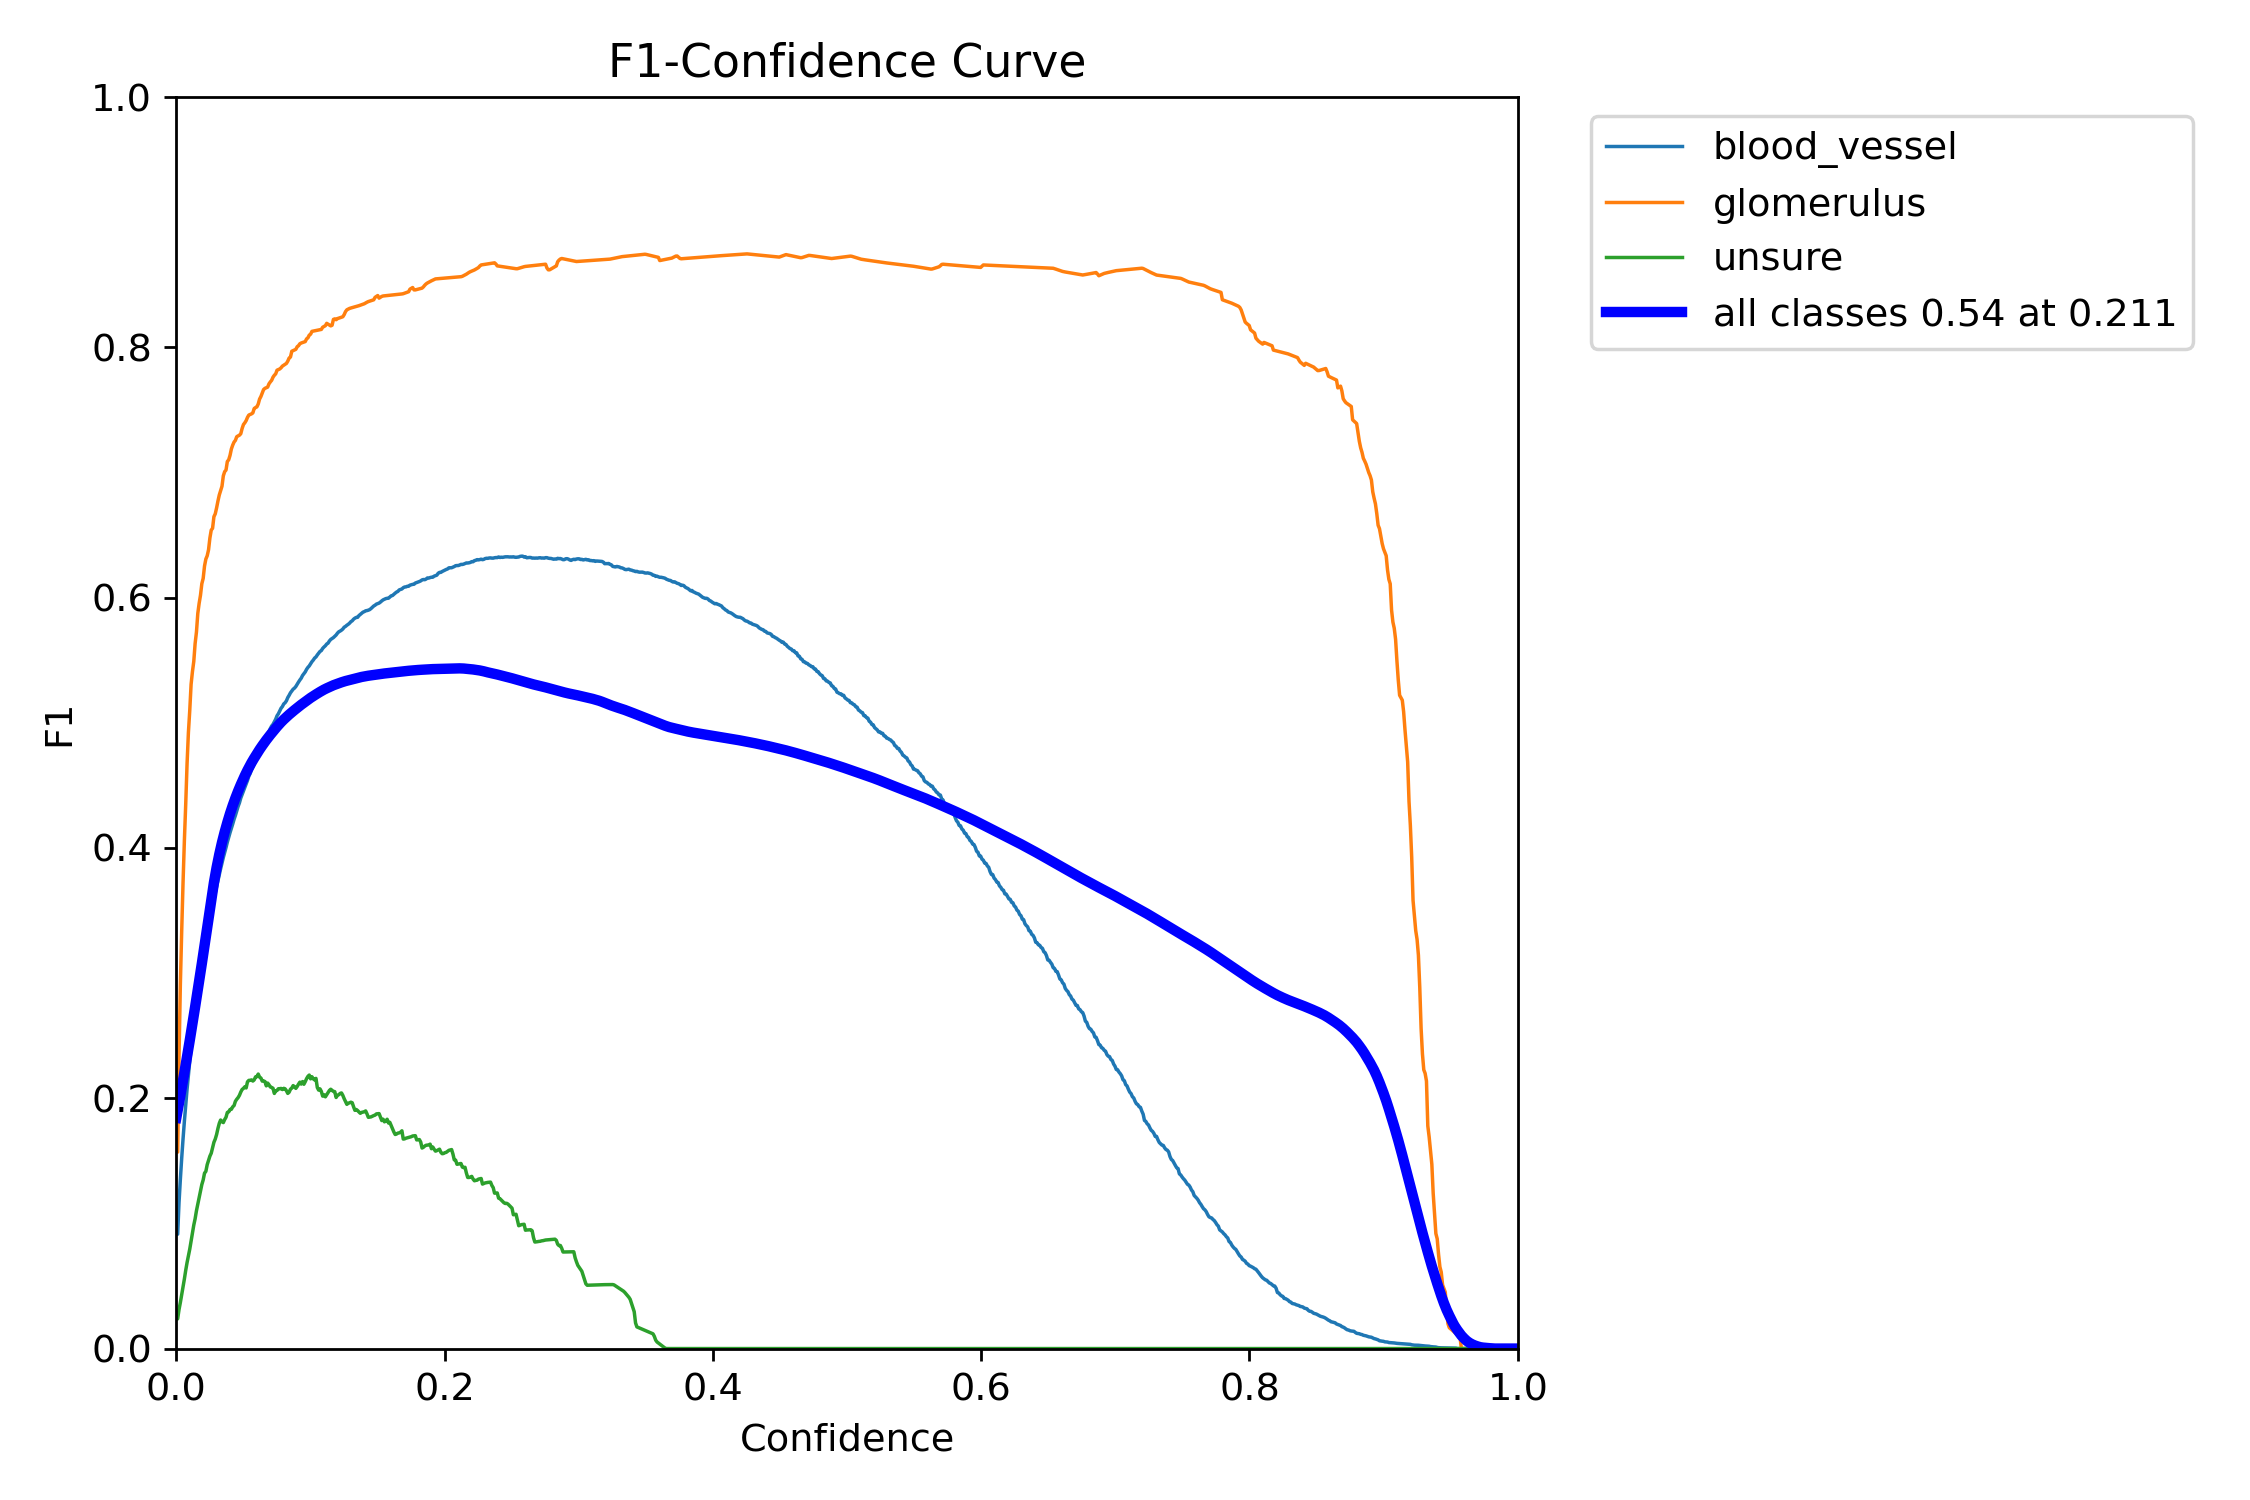 F1-Confidence Curve
1.0
0.8
0.6
0.4
0.2
0.0
F1
0.0 0.2 0.4 0.6 0.8 1.0
Confidence
blood_vessel
glomerulus
unsure
all classes 0.54 at 0.211